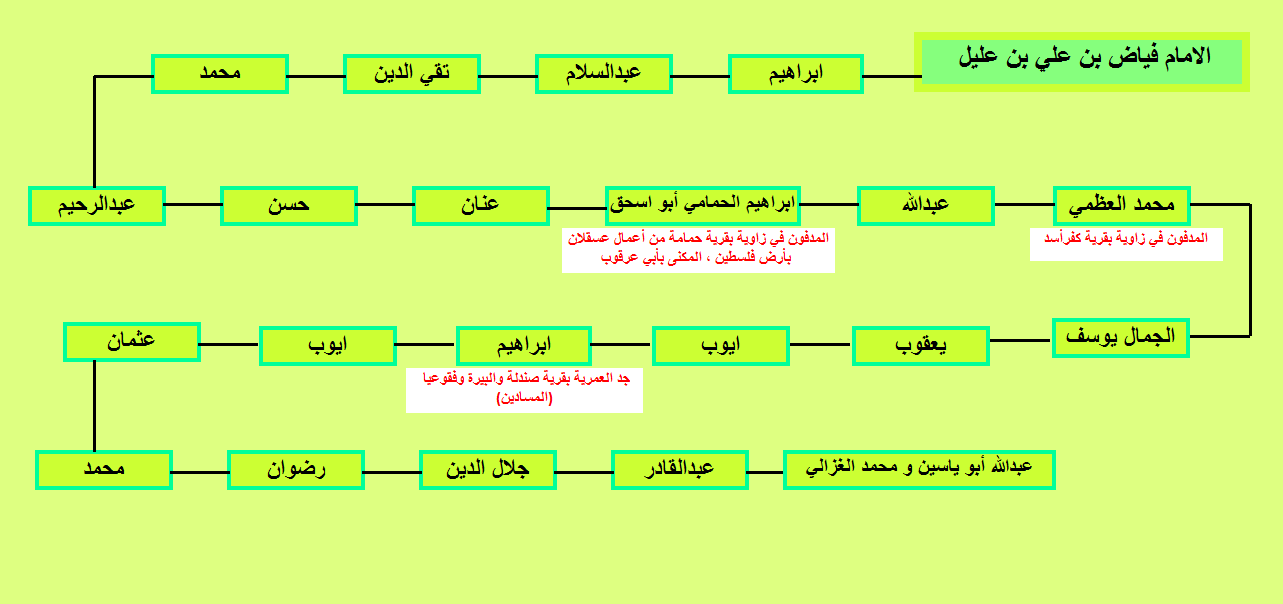 الامام فياض بن علي بن عليل
ابراهيم
عبدالسلام
تقي الدين
محمد
عبدالرحيم
حسن
عنان
ابراهيم الحمامي أبو اسحق
المدفون في زاوية بقرية حمامة من أعمال عسقلان
بأرض فلسطين ، المكنى بأبي عرقوب
عبدالله
محمد العظمي
المدفون في زاوية بقرية كفرأسد
الجمال يوسف
يعقوب
ايوب
ابراهيم
جد العمرية بقرية صندلة والبيرة وفقوعيا
(المسادين)
ايوب
عثمان
محمد
رضوان
جلال الدين
عبدالقادر
عبدالله أبو ياسين و محمد الغزالي